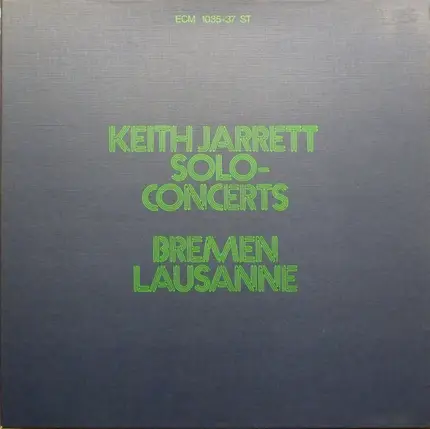 ECM 1035-37 ST
KEITH JARRETT
SOLO-
CONCERTS
BREMEN
LAUSANNE